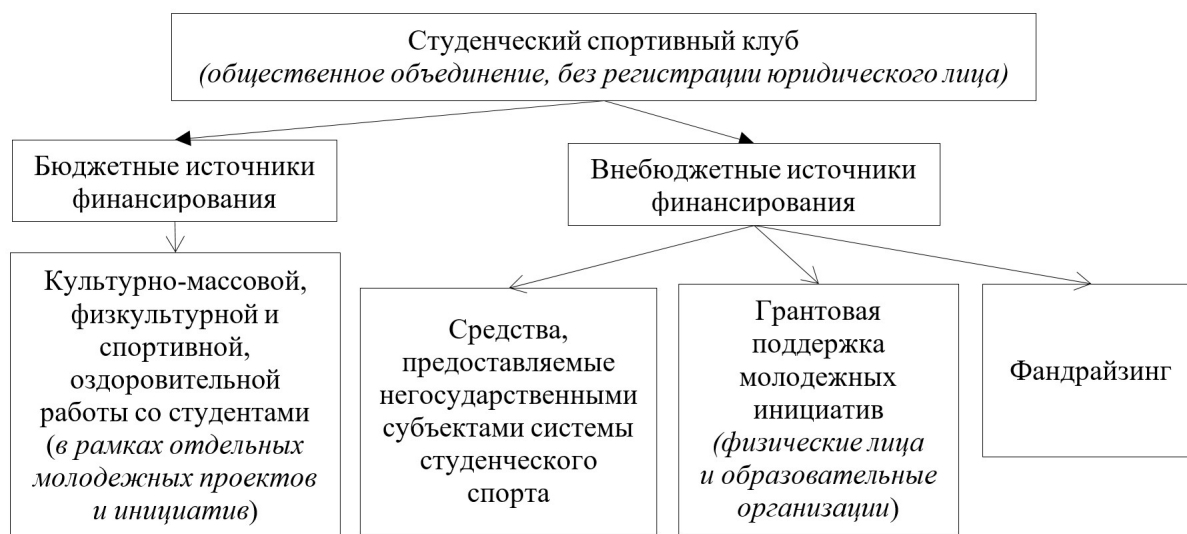 Студенческий спортивный клуб
(общественное объединение, без регистрации юридического лица)
Бюджетные источники
финансирования
Внебюджетные источники
финансирования
Культурно-массовой,
физкультурной и
спортивной,
оздоровительной
работы со студентами
(в рамках отдельных
молодежных проектов
и инициатив)
Средства,
предоставляемые
негосударственными
субъектами системы
студенческого
спорта
Грантовая
поддержка
молодежных
инициатив
(физические лица
и образовательные
организации)
Фандрайзинг